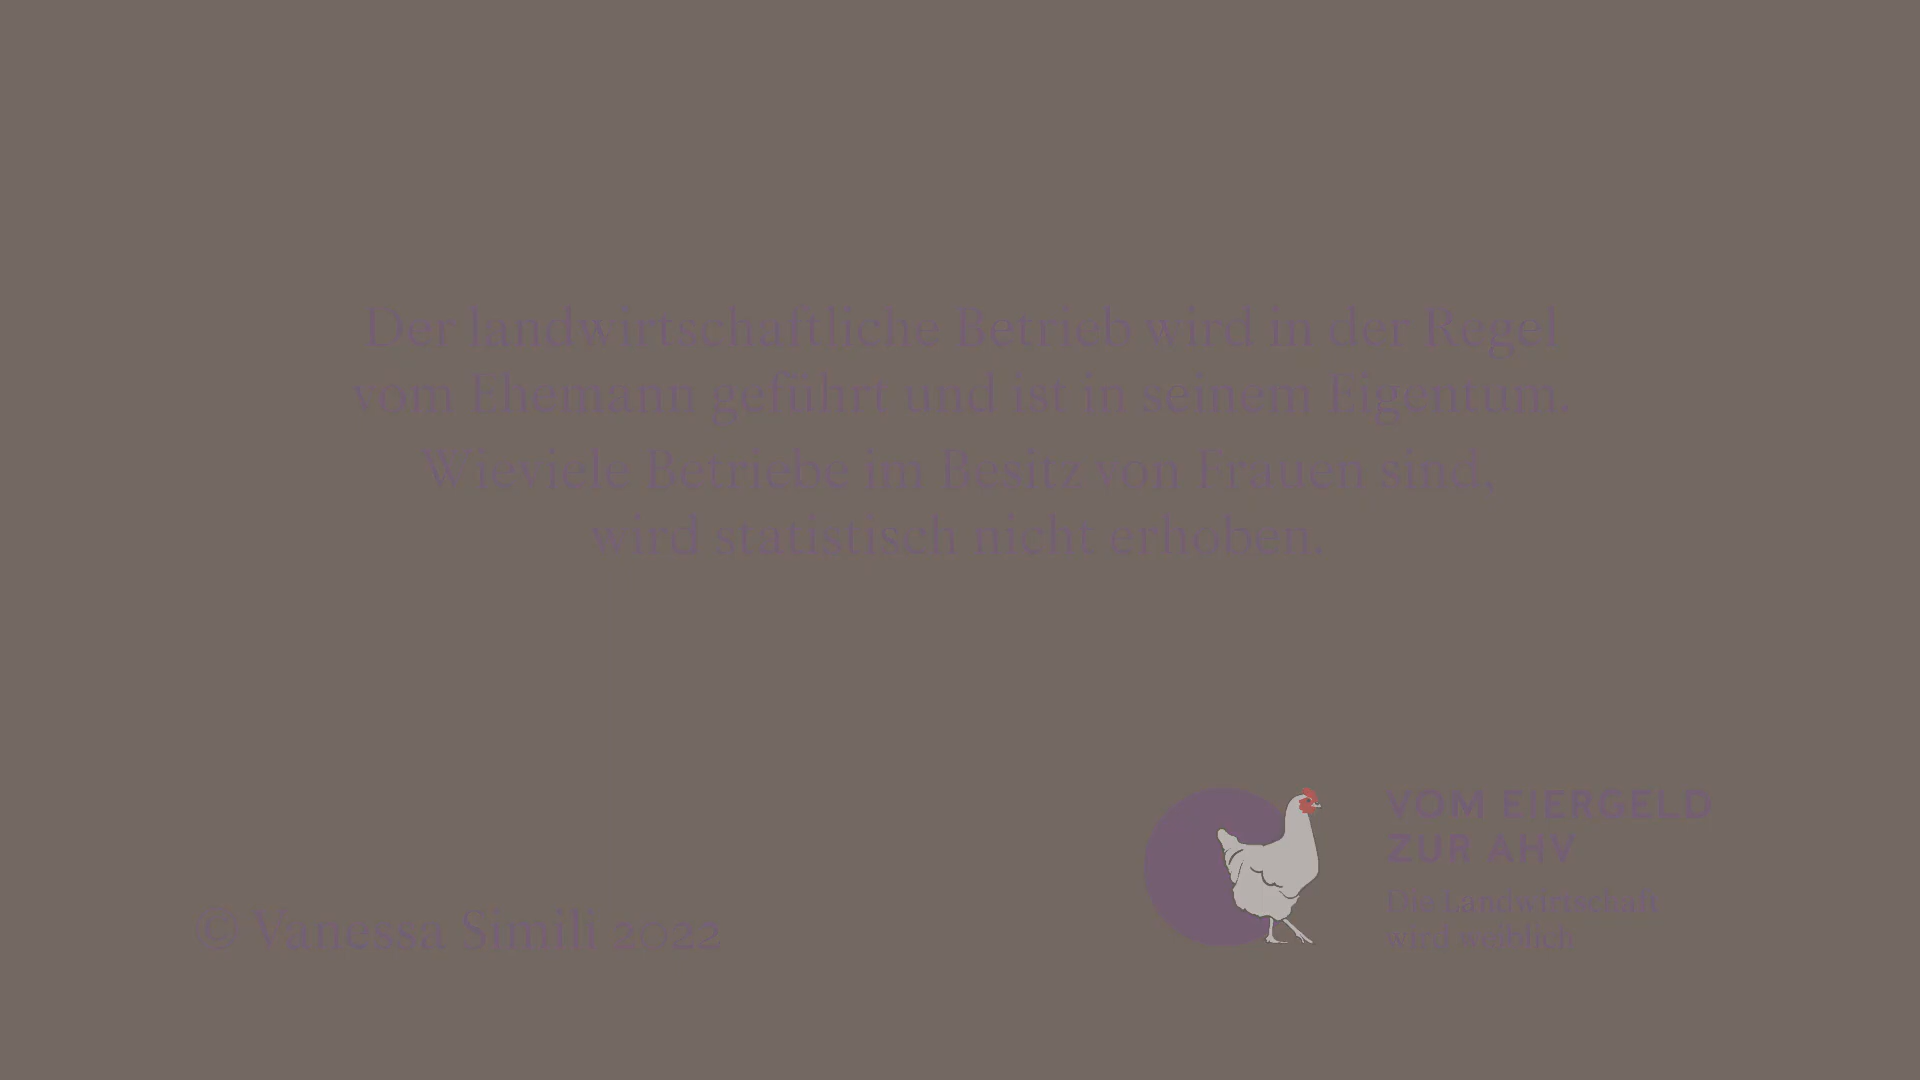 Der landwirtschaftliche Betrieb wird in der Regel
vom Ehemann geführt und ist in seinem Eigentum.
Wieviele Betriebe im Besitz von Frauen sind,
wird statistisch nicht erhoben.
VOM EIERGELD
ZUR AHV
Die Landwirtschaft
wird weiblich
© Vanessa Simili 2022